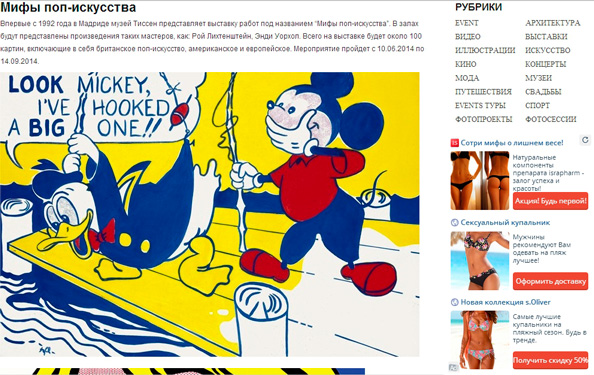 Мифы поп-искусства
Впервые с 1992 года в Мадриде музей Тиссен представляет выставку работ под названием "Мифы поп-искусства". В залах
будут представлены произведения таких мастеров, как: Рой Лихтенштейн, Энди Уорхол. Всего на выставке будет около 100
картин, включающие в себя британское поп-искусство, американское и европейское. Мероприятие пройдет с 10.06.2014 по
14.09.2014.
LOOK MICKEY,
I'VE HOOKED
A BIG ONE!!
РУБРИКИ
EVENT
АРХИТЕКТУРА
ВИДЕО
ВЫСТАВКИ
ИЛЛЮСТРАЦИИ
ИСКУССТВО
КИНО
КОНЦЕРТЫ
МОДА
МУЗЕИ
ПУТЕШЕСТВИЯ
СВАДЬБЫ
EVENTS ТУРЫ
СПОРТ
ФОТОПРОЕКТЫ
ФОТОСЕССИИ
Сотри мифы о лишнем весе!
Натуральные
компоненты
препарата israpharm -
залог успеха и
красоты!
Акция! Будь первой!
Сексуальный купальник
Мужчины
рекомендуют Вам
одевать на пляж
лучшее!
Оформить доставку
Новая коллекция s.Oliver
Самые лучшие
купальники на
пляжный сезон. Будь в
тренде.
Получить скидку 50%